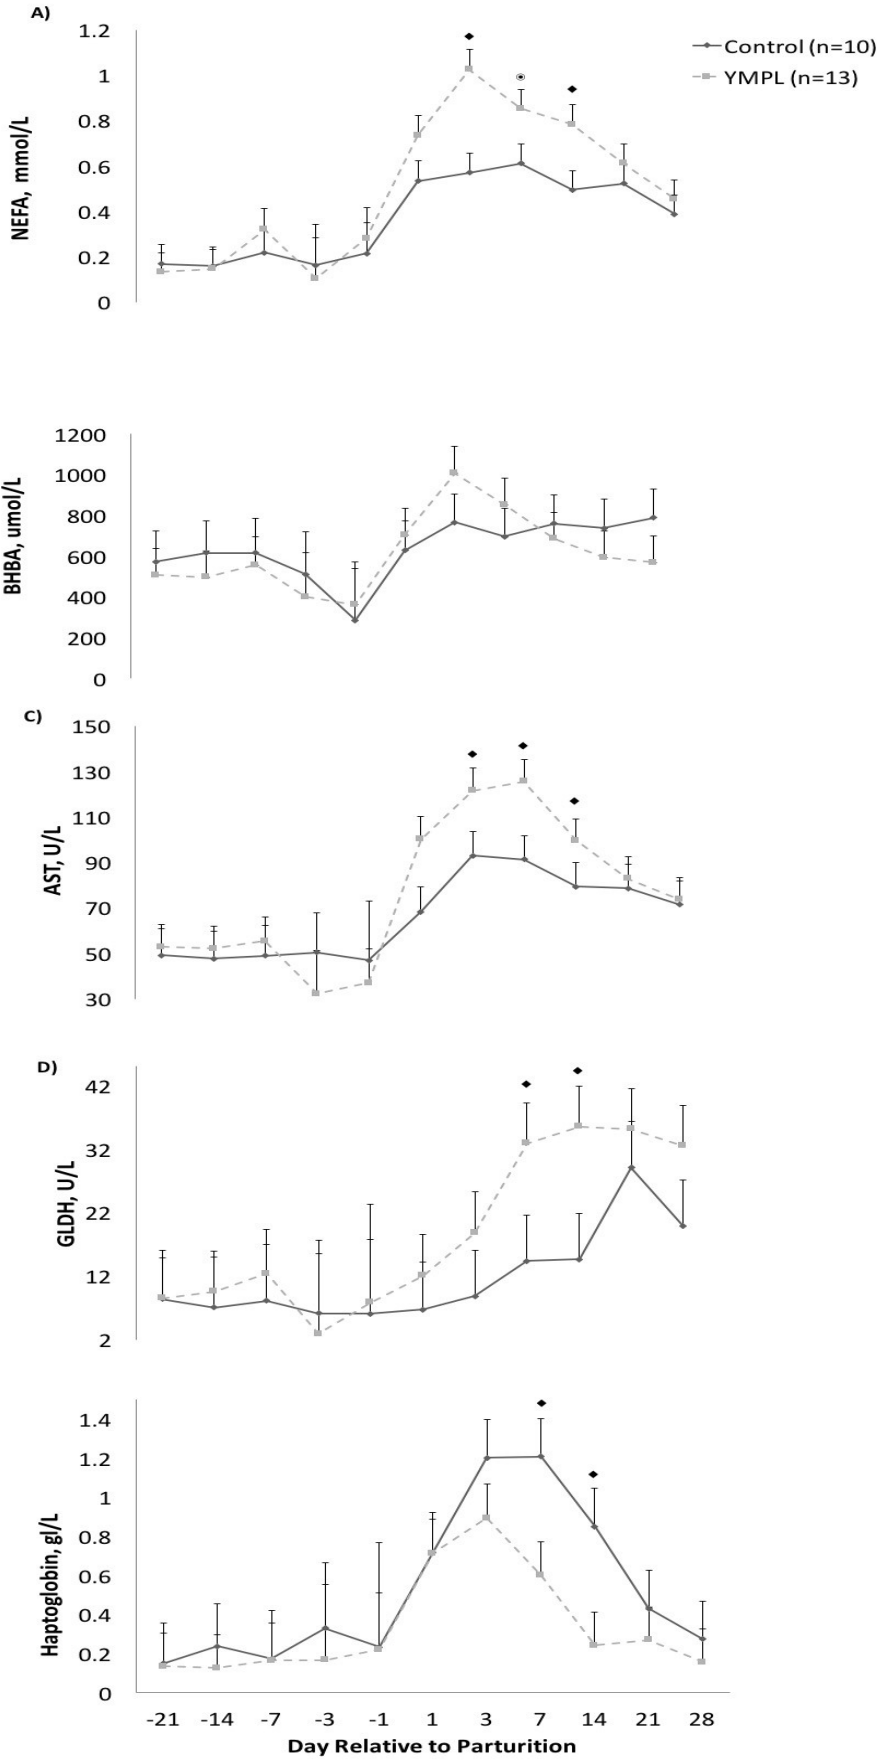 A)
1.2
1
0.8
0.6
0.4
0.2
0
NEFA, mmol/L
Control (n=10)
YMPL (n=13)
1200
1000
800
600
400
200
0
BHBA, umol/L
C)
150
130
110
90
70
50
30
AST, U/L
D)
42
32
22
12
2
GLDH, U/L
1.4
1.2
1
0.8
0.6
0.4
0.2
0
Haptoglobin, gl/L
-21 -14 -7 -3 -1 1 3 7 14 21 28
Day Relative to Parturition